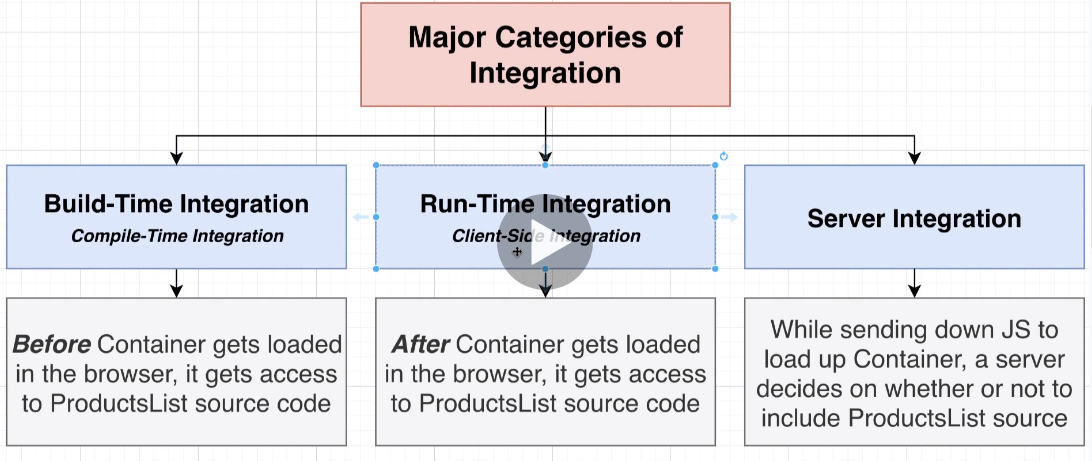 Major Categories of
Integration
Build-Time Integration
Compile-Time Integration
Run-Time Integration
Client-Side Integration
Server Integration
Before Container gets loaded
in the browser, it gets access
to ProductsList source code
After Container gets loaded
in the browser, it gets access
to ProductsList source code
While sending down JS to
load up Container, a server
decides on whether or not to
include ProductsList source